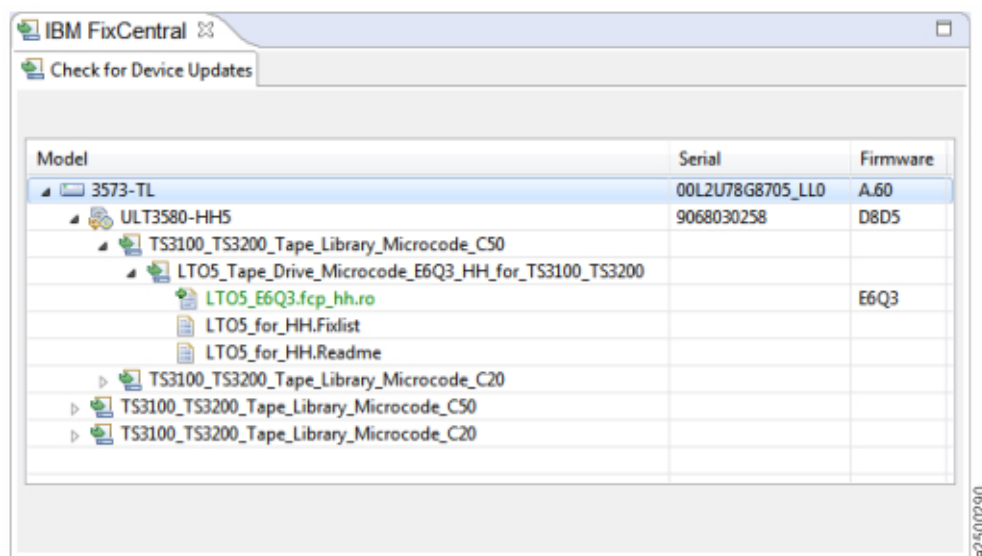 IBM FixCentral
Check for Device Updates
Model Serial Firmware
3573-TL 00L2U78G8705_LL0 A.60
ULT3580-HH5 9068030258 D8D5
TS3100_TS3200_Tape_Library_Microcode_C50
LTO5_Tape_Drive_Microcode_E6Q3_HH_for_TS3100_TS3200
LTO5_E6Q3.fcp_hh.ro E6Q3
LTO5_for_HH.Fixlist
LTO5_for_HH.Readme
TS3100_TS3200_Tape_Library_Microcode_C20
TS3100_TS3200_Tape_Library_Microcode_C50
TS3100_TS3200_Tape_Library_Microcode_C20
a2500290